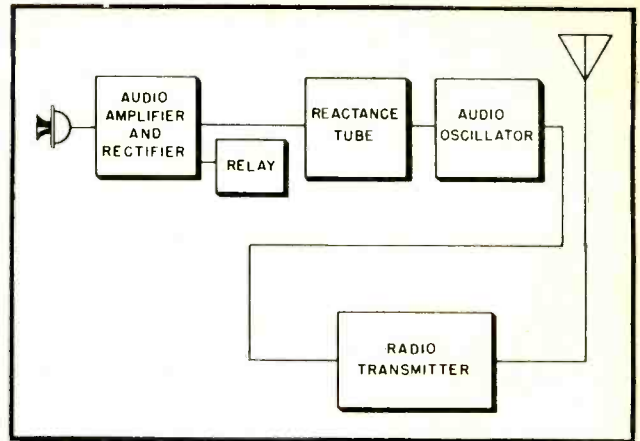 AUDIO
AMPLIFIER
AND
RECTIFIER
RELAY
REACTANCE
TUBE
AUDIO
OSCILLATOR
RADIO
TRANSMITTER